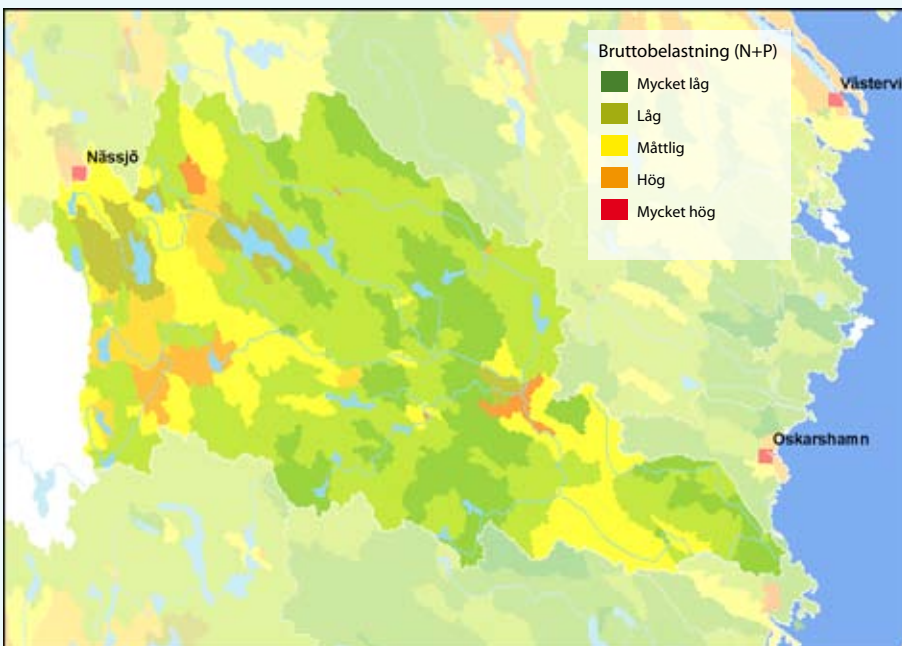 Bruttobelastning (N+P)
Mycket låg
Låg
Måttlig
Hög
Mycket hög
Västervi
Nässjö
Oskarshamn